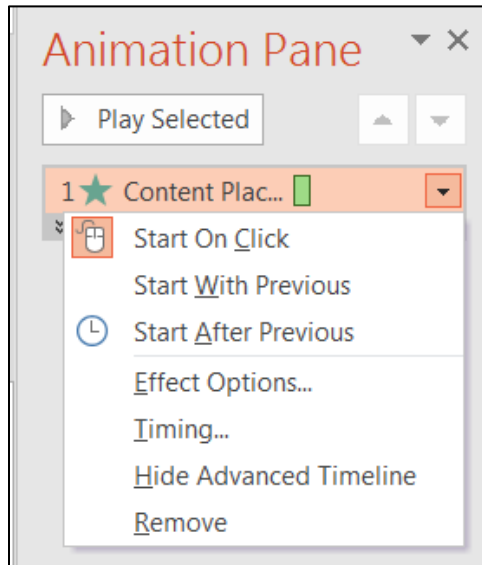 Animation Pane
Play Selected
1 Content Plac...
Start On Click
Start With Previous
Start After Previous
Effect Options...
Timing...
Hide Advanced Timeline
Remove